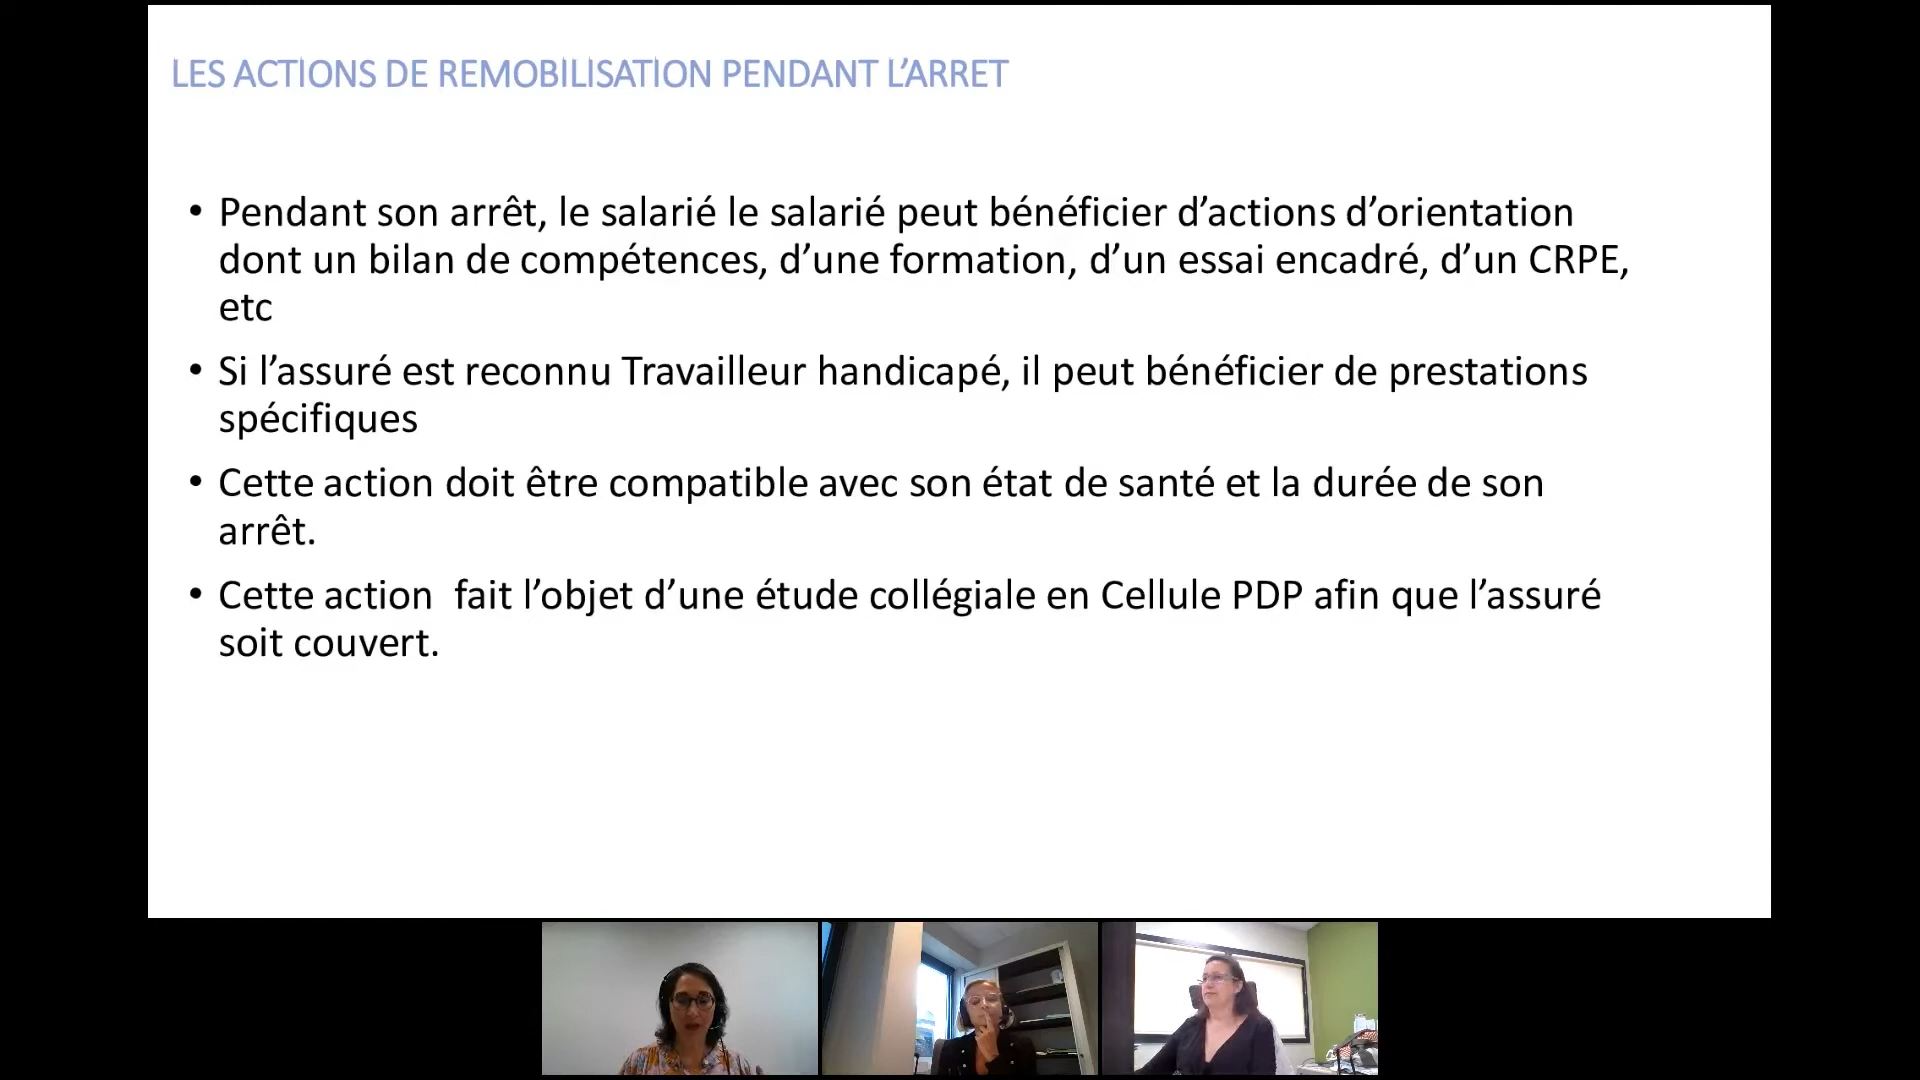 LES ACTIONS DE REMOBILISATION PENDANT L’ARRET
• Pendant son arrêt, le salarié le salarié peut bénéficier d’actions d’orientation
dont un bilan de compétences, d’une formation, d’un essai encadré, d’un CRPE,
etc
• Si l’assuré est reconnu Travailleur handicapé, il peut bénéficier de prestations
spécifiques
• Cette action doit être compatible avec son état de santé et la durée de son
arrêt.
• Cette action  fait l’objet d’une étude collégiale en Cellule PDP afin que l’assuré
soit couvert.